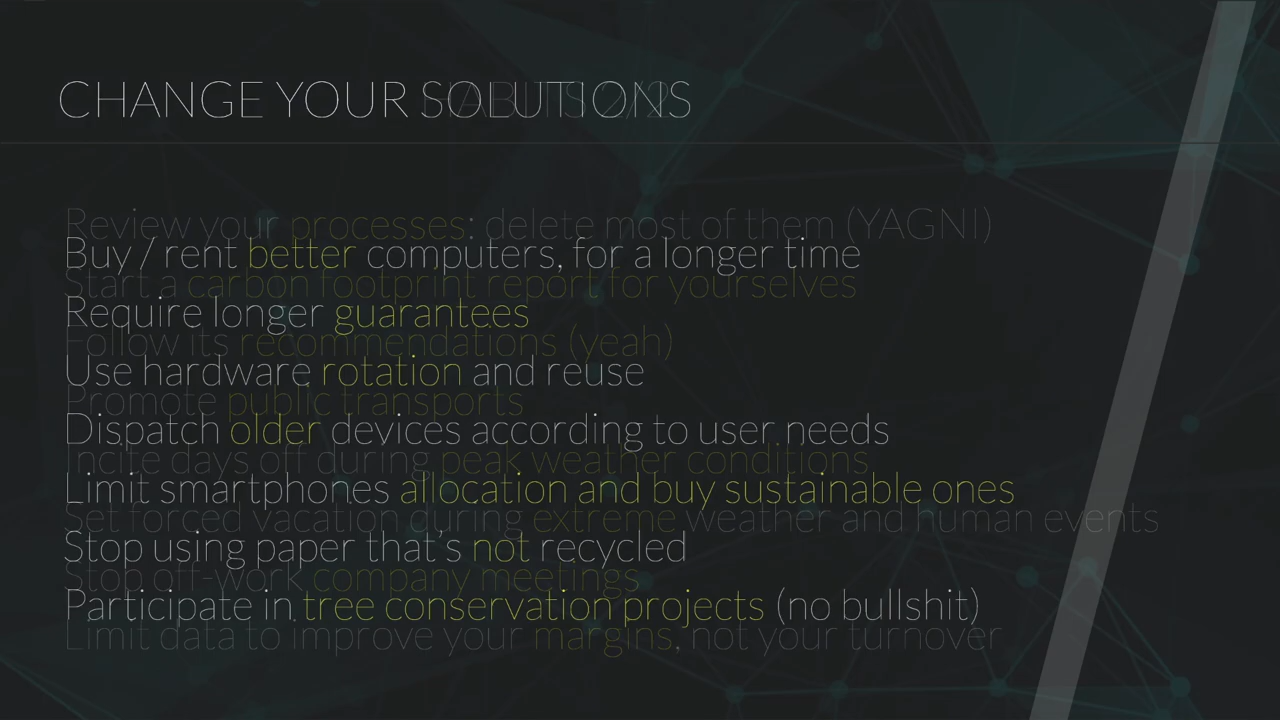 CHANGE YOUR SOLUTIONS
HABITS 2/2
Review your processes: delete most of them (YAGNI)
Buy / rent better computers, for a longer time
Start a carbon footprint report for yourselves
Require longer guarantees
Follow its recommendations (yeah)
Use hardware rotation and reuse
Promote public transports
Dispatch older devices according to user needs
Incite days off during peak weather conditions
Limit smartphones allocation and buy sustainable ones
Set forced vacation during extreme weather and human events
Stop using paper that’s not recycled
Stop off-work company meetings
Participate in tree conservation projects (no bullshit)
Limit data to improve your margins, not your turnover